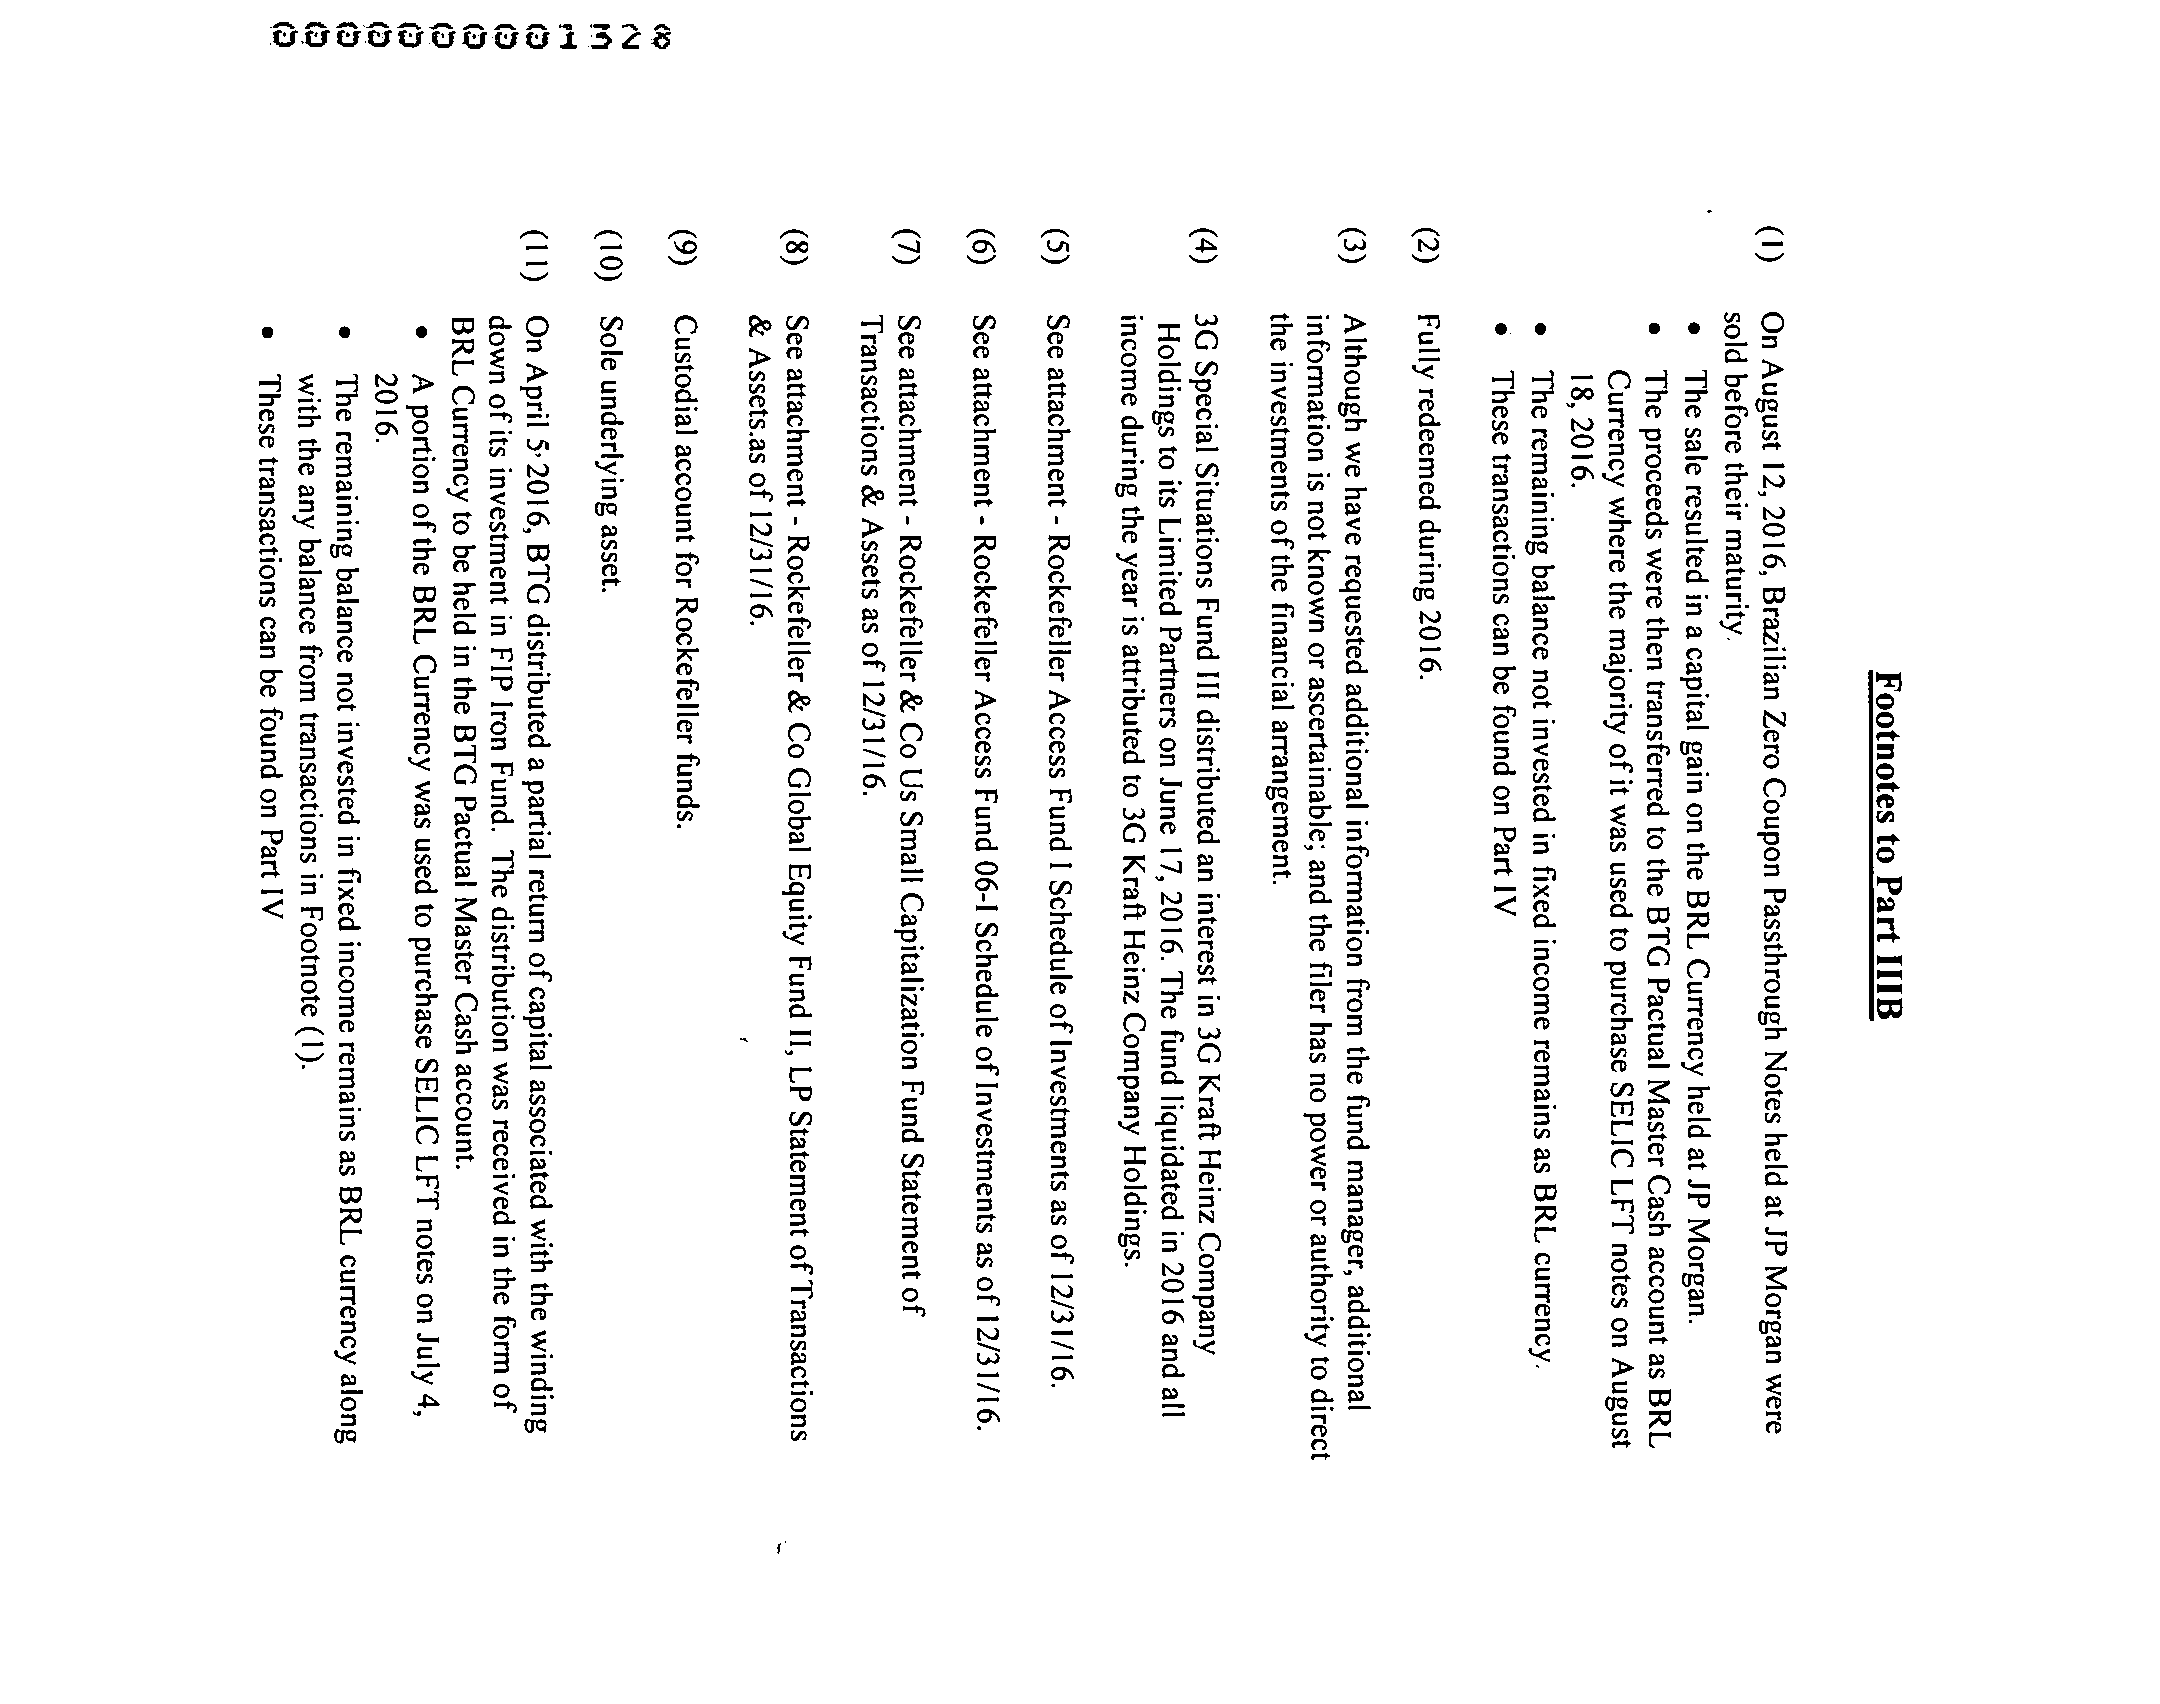 Footnotes to Part IIIB
(1) On August 12, 2016, Brazilian Zero Coupon Passthrough Notes held at JP Morgan were
sold before their maturity.
• The sale resulted in a capital gain on the BRL Currency held at JP Morgan.
• The proceeds were then transferred to the BTG Pactual Master Cash account as BRL
Currency where the majority of it was used to purchase SELIC LFT notes on August
18, 2016.
• The remaining balance not invested in fixed income remains as BRL currency.
• These transactions can be found on Part IV
(2) Fully redeemed during 2016.
(3) Although we have requested additional information from the fund manager, additional
information is not known or ascertainable; and the filer has no power or authority to direct
the investments of the financial arrangement.
(4) 3G Special Situations Fund III distributed an interest in 3G Kraft Heinz Company
Holdings to its Limited Partners on June 17, 2016. The fund liquidated in 2016 and all
income during the year is attributed to 3G Kraft Heinz Company Holdings.
(5) See attachment - Rockefeller Access Fund I Schedule of Investments as of 12/31/16.
(6) See attachment - Rockefeller Access Fund 06-I Schedule of Investments as of 12/31/16.
(7) See attachment - Rockefeller & Co Us Small Capitalization Fund Statement of
Transactions & Assets as of 12/31/16.
(8) See attachment - Rockefeller & Co Global Equity Fund II, LP Statement of Transactions
& Assets.as of 12/31/16.
(9) Custodial account for Rockefeller funds.
(10) Sole underlying asset.
(11) On April 5, 2016, BTG distributed a partial return of capital associated with the winding
down of its investment in FIP Iron Fund. The distribution was received in the form of
BRL Currency to be held in the BTG Pactual Master Cash account.
• A portion of the BRL Currency was used to purchase SELIC LFT notes on July 4,
2016.
• The remaining balance not invested in fixed income remains as BRL currency along
with the any balance from transactions in Footnote (1).
• These transactions can be found on Part IV
0000000001328